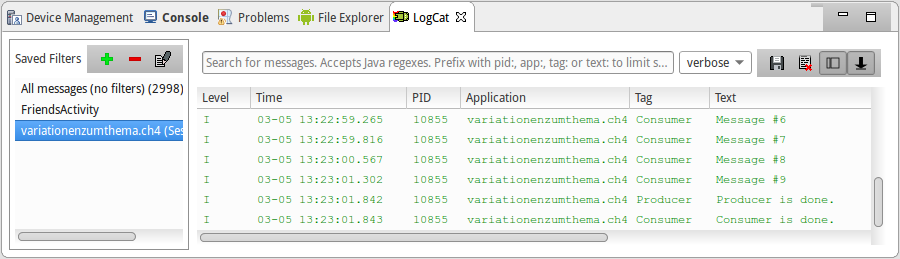 Device Management Console Problems File Explorer LogCat
Saved Filters
All messages (no filters) (2998)
FriendsActivity
variationenzumthema.ch4 (Ses
Search for messages. Accepts Java regexes. Prefix with pid:, app:, tag: or text: to limit s... verbose
Level Time PID Application Tag Text
I 03-05 13:22:59.265 10855 variationenzumthema.ch4 Consumer Message #6
I 03-05 13:22:59.816 10855 variationenzumthema.ch4 Consumer Message #7
I 03-05 13:23:00.567 10855 variationenzumthema.ch4 Consumer Message #8
I 03-05 13:23:01.302 10855 variationenzumthema.ch4 Consumer Message #9
I 03-05 13:23:01.842 10855 variationenzumthema.ch4 Producer Producer is done.
I 03-05 13:23:01.843 10855 variationenzumthema.ch4 Consumer Consumer is done.